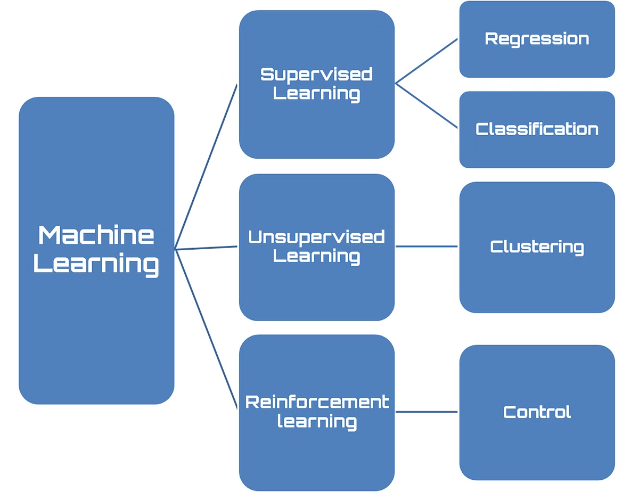 Machine
Learning
Supervised
Learning
Regression
Classification
Unsupervised
Learning
Clustering
Reinforcement
learning
Control